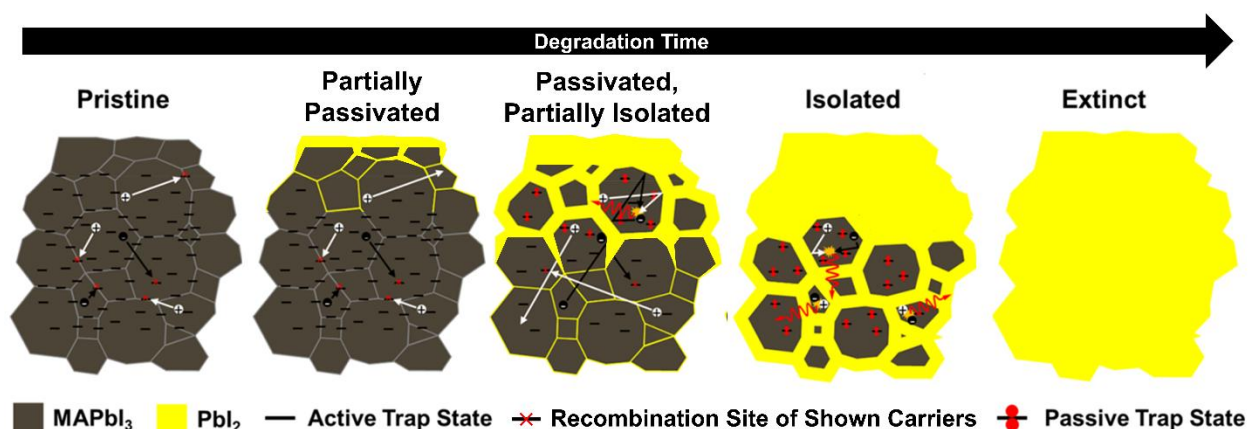 Degradation Time
Pristine
Partially
Passivated
Passivated,
Partially Isolated
Isolated
Extinct
MAPbI₃ PbI₂ Active Trap State Recombination Site of Shown Carriers Passive Trap State